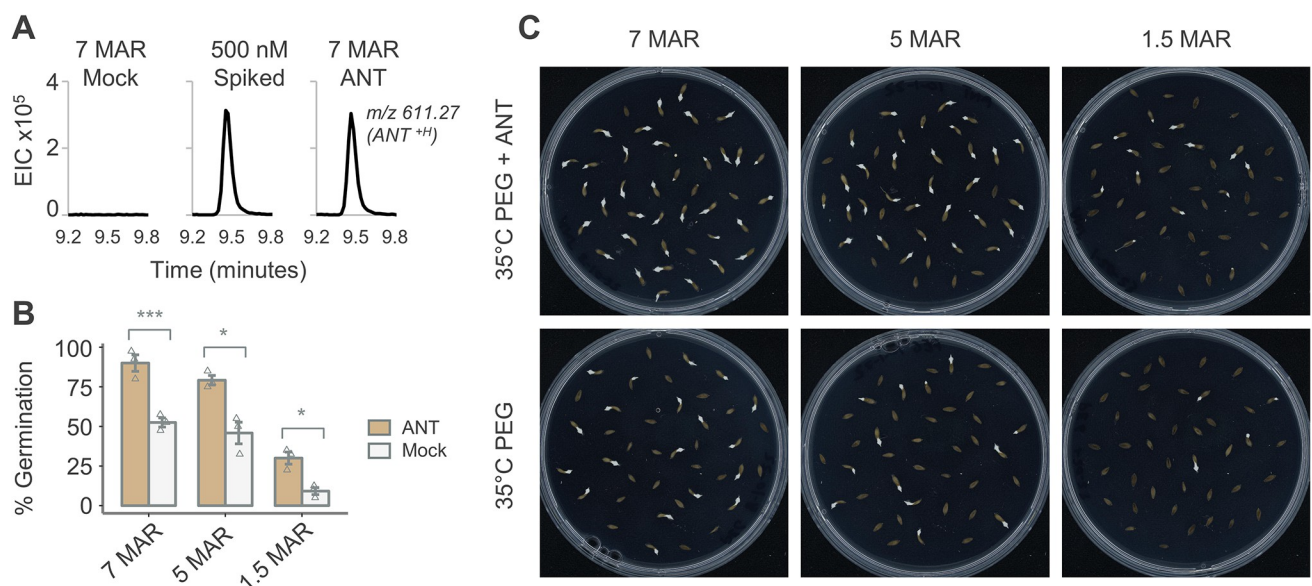 A
7 MAR
Mock
500 nM
Spiked
7 MAR
ANT
m/z 611.27
(ANT +H)
EIC x10⁵
4
2
0
9.2 9.5 9.8
9.2 9.5 9.8
9.2 9.5 9.8
Time (minutes)
B
***
*
*
% Germination
100
75
50
25
0
7 MAR
5 MAR
1.5 MAR
ANT
Mock
C
7 MAR
5 MAR
1.5 MAR
35°C PEG + ANT
35°C PEG